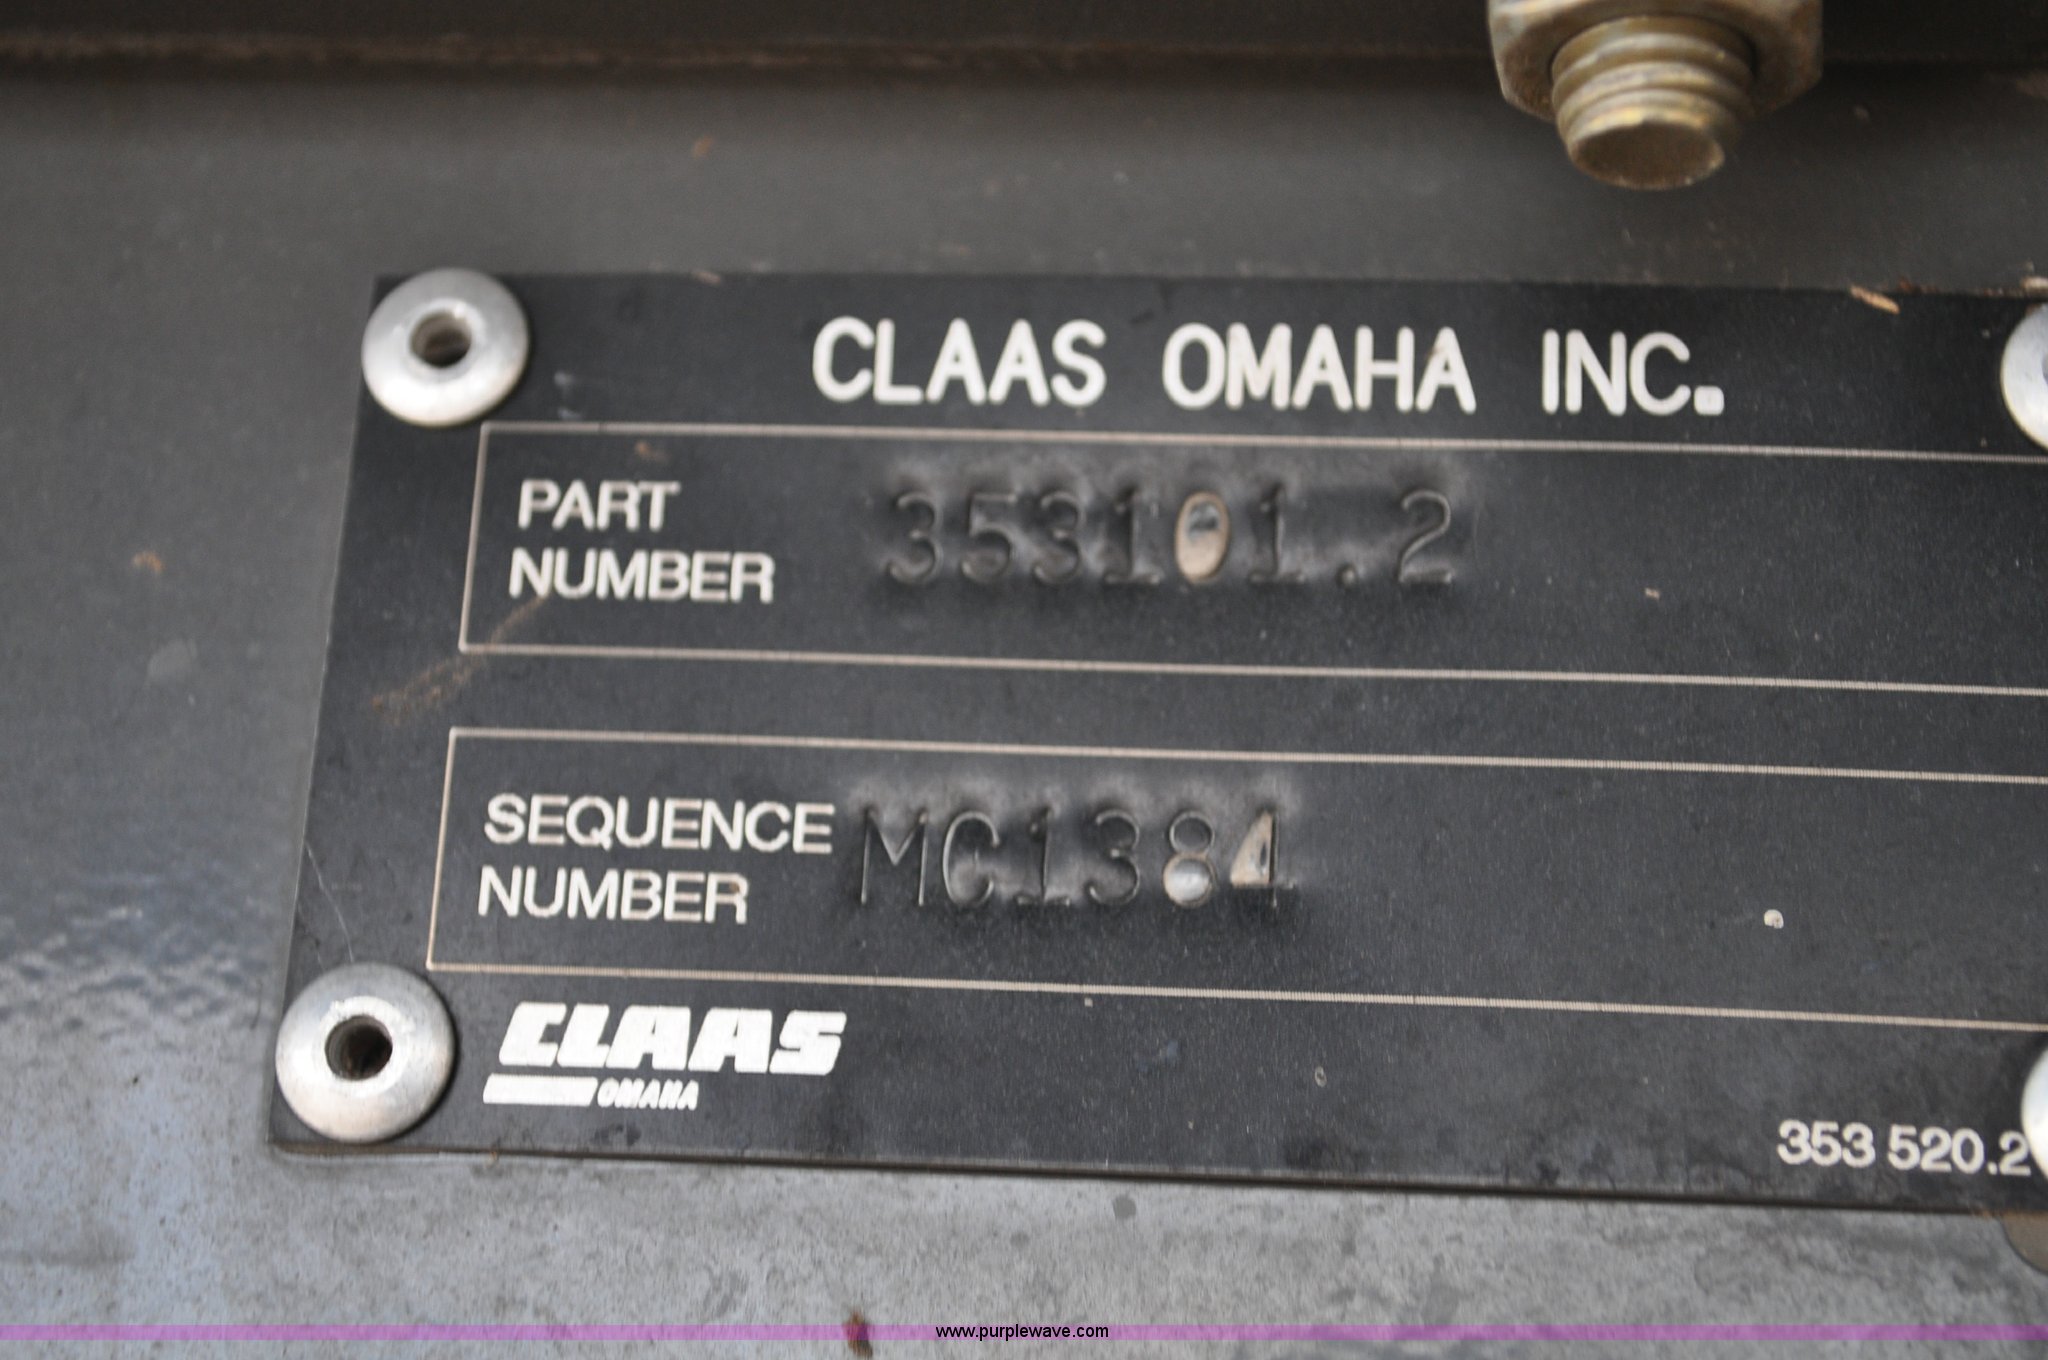 CLAAS OMAHA INC.
PART
NUMBER 353101.2
SEQUENCE
NUMBER MC1384
CLAAS
OMAHA
353 520.2
www.purplewave.com